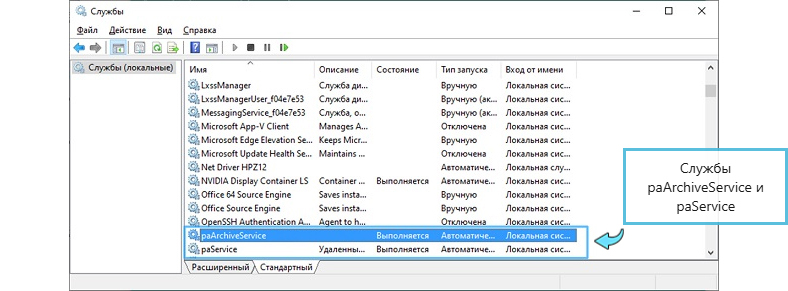 Службы
Файл Действие Вид Справка
Службы (локальные)
Имя Описание Состояние Тип запуска Вход от имени
LxssManager Служба ди... Вручную Локальная сис...
LxssManagerUser_f04e7e53 Служба ди... Вручную (ак... Локальная сис...
MessagingService_f04e7e53 Служба, о... Вручную (ак... Локальная сис...
Microsoft App-V Client Manages A... Отключена Локальная сис...
Microsoft Edge Elevation Se... Keeps Micr... Вручную Локальная сис...
Microsoft Update Health Se... Maintains ... Отключена Локальная сис...
Net Driver HPZ12 Автоматиче... Локальная слу...
NVIDIA Display Container LS Container ... Выполняется Автоматиче... Локальная сис...
Office 64 Source Engine Saves insta... Вручную Локальная сис...
Office Source Engine Saves insta... Вручную Локальная сис...
OpenSSH Authentication A... Agent to h... Отключена Локальная сис...
paArchiveService Выполняется Автоматиче... Локальная сис...
paService Удаленны... Выполняется Автоматиче... Локальная сис...
Расширенный Стандартный
Службы
paArchiveService и
paService